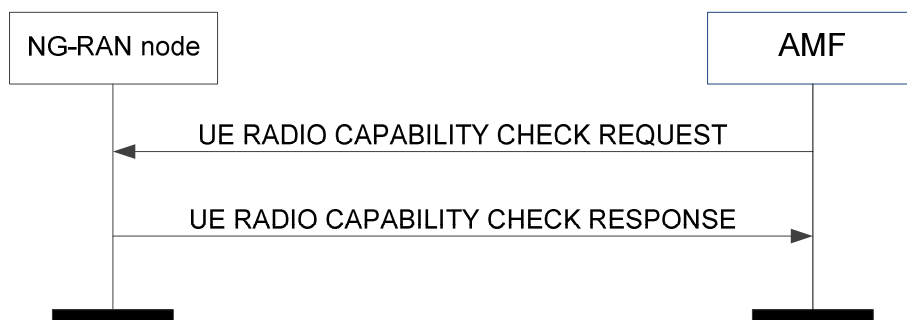 NG-RAN node
AMF
UE RADIO CAPABILITY CHECK REQUEST
UE RADIO CAPABILITY CHECK RESPONSE